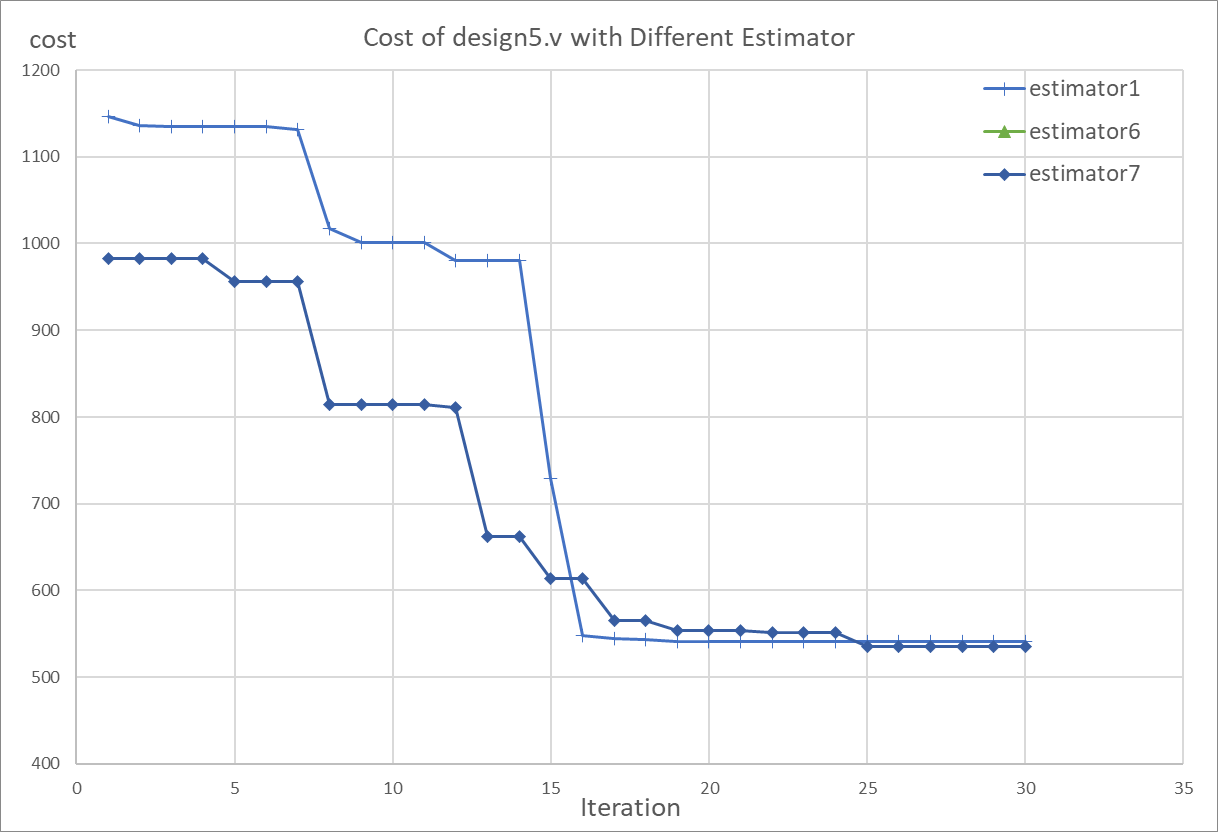 Cost of design5.v with Different Estimator
cost
1200
1100
1000
900
800
700
600
500
400
0 5 10 15 20 25 30 35
Iteration
estimator1
estimator6
estimator7